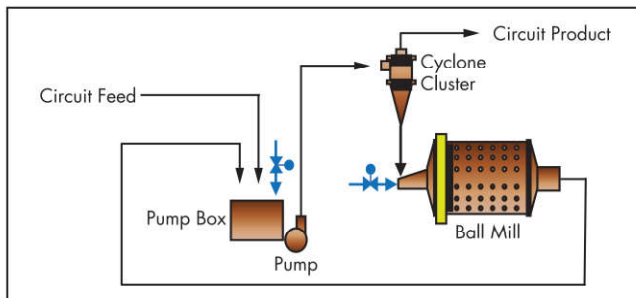 Circuit Product
Cyclone
Cluster
Circuit Feed
Pump Box
Pump
Ball Mill